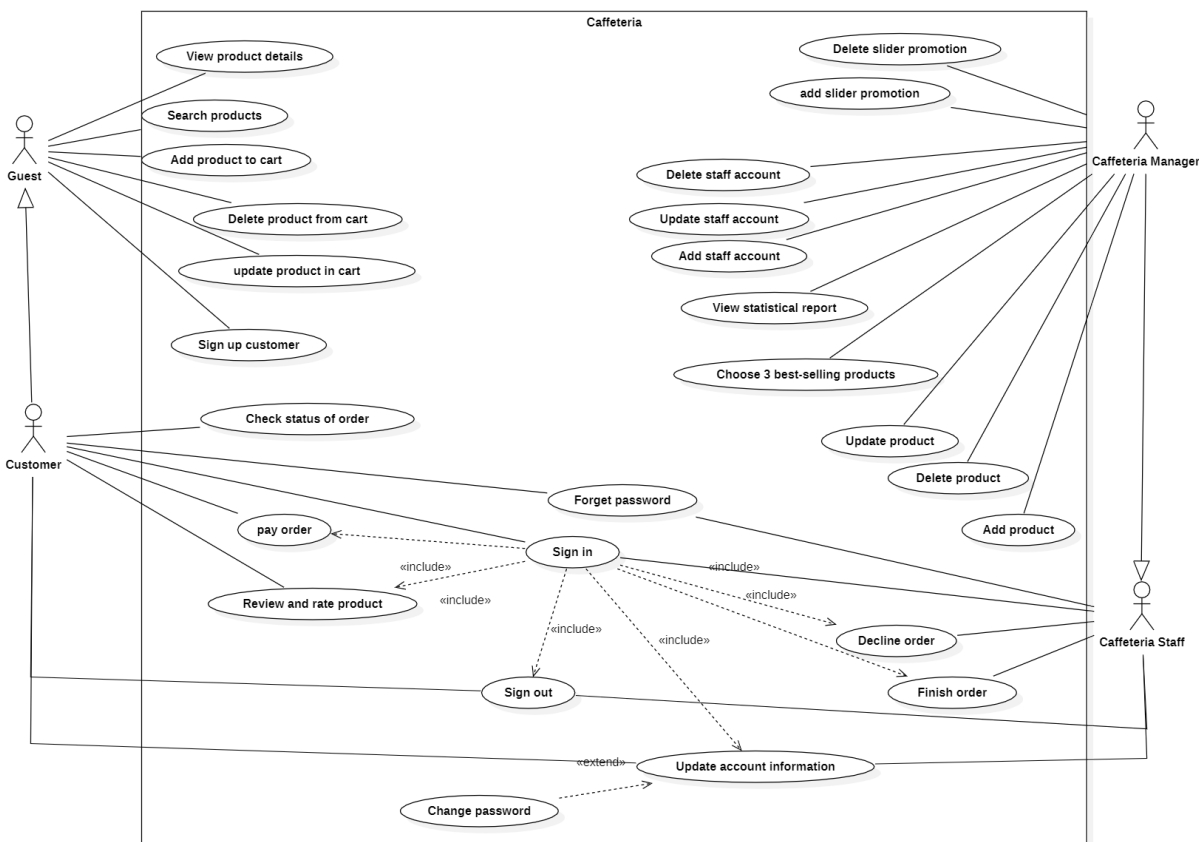 Caffeteria
View product details
Delete slider promotion
add slider promotion
Search products
Guest
Add product to cart
Caffeteria Manager
Delete staff account
Delete product from cart
Update staff account
Add staff account
update product in cart
View statistical report
Sign up customer
Choose 3 best-selling products
Check status of order
Customer
Update product
Delete product
Forget password
pay order
Add product
Sign in
«include»
«include»
Review and rate product
«include»
«include»
«include»
«include»
Decline order
Caffeteria Staff
Sign out
Finish order
«extend»
Update account information
Change password